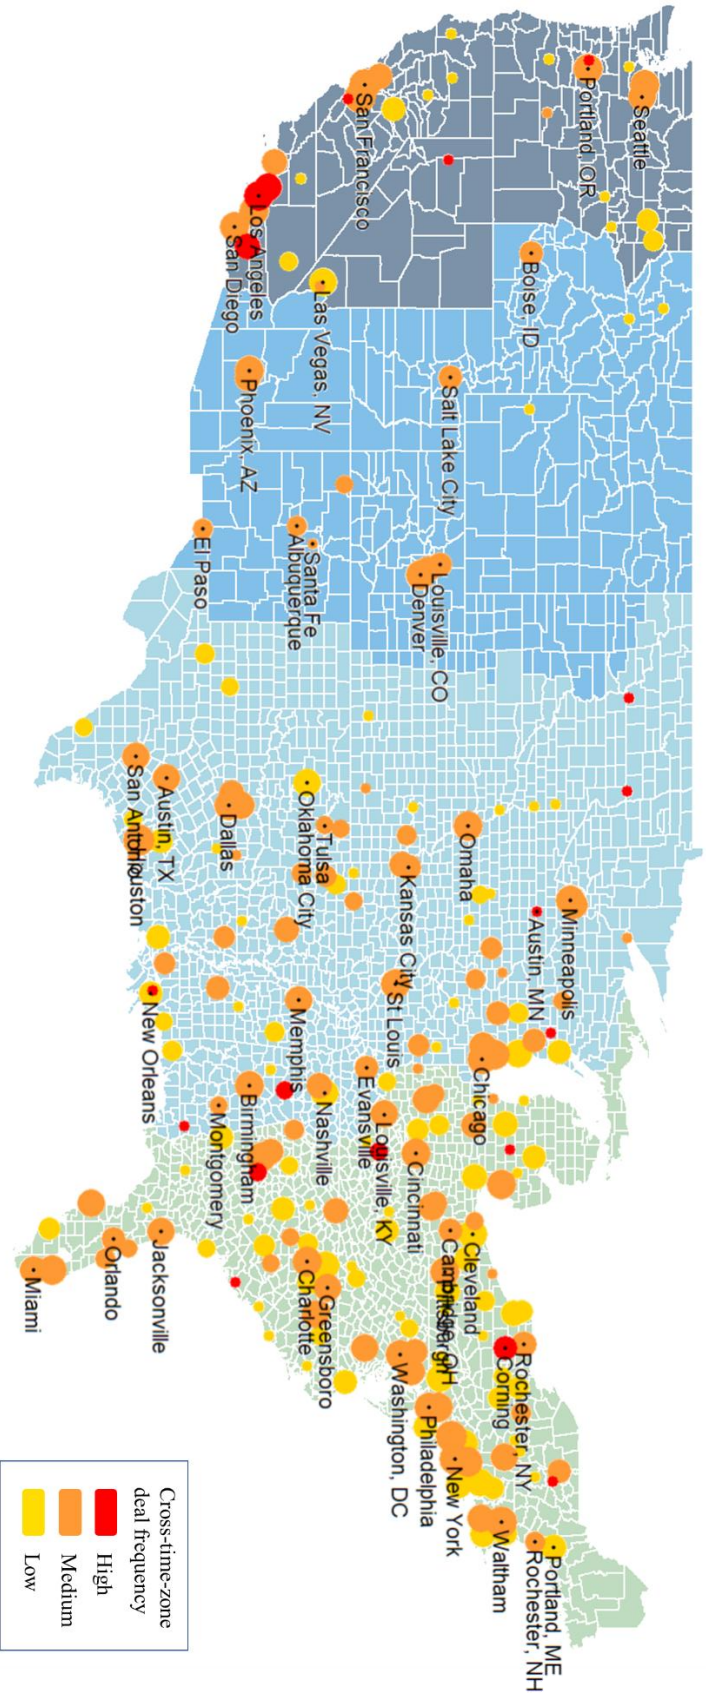 Seattle
Portland, OR
San Francisco
Los Angeles
San Diego
Las Vegas, NV
Boise, ID
Salt Lake City
Phoenix, AZ
Santa Fe
Albuquerque
El Paso
Louisville, CO
Denver
San Antonio
Austin, TX
Houston
Dallas
Oklahoma City
Tulsa
Omaha
Kansas City
Minneapolis
Austin, MN
St Louis
New Orleans
Memphis
Chicago
Evansville
Nashville
Birmingham
Montgomery
Louisville, KY
Cincinnati
Cleveland
Cambridge, OH
Pittsburgh
Jacksonville
Orlando
Miami
Charlotte
Greensboro
Washington, DC
Corning
Rochester, NY
Philadelphia
New York
Waltham
Rochester, NH
Portland, ME
Cross-time-zone
deal frequency
High
Medium
Low